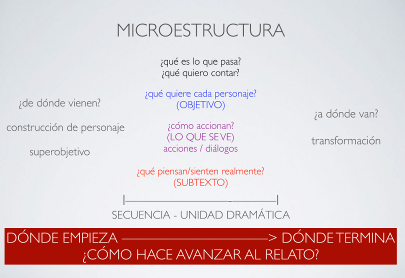 MICROESTRUCTURA
¿qué es lo que pasa?
¿qué quiero contar?
¿de dónde vienen?
construcción de personaje
superobjetivo
¿qué quiere cada personaje?
(OBJETIVO)
¿cómo accionan?
(LO QUE SE VE)
acciones / diálogos
¿qué piensan/sienten realmente?
(SUBTEXTO)
¿a dónde van?
transformación
SECUENCIA - UNIDAD DRAMÁTICA
DÓNDE EMPIEZA ————————————> DÓNDE TERMINA
¿CÓMO HACE AVANZAR AL RELATO?